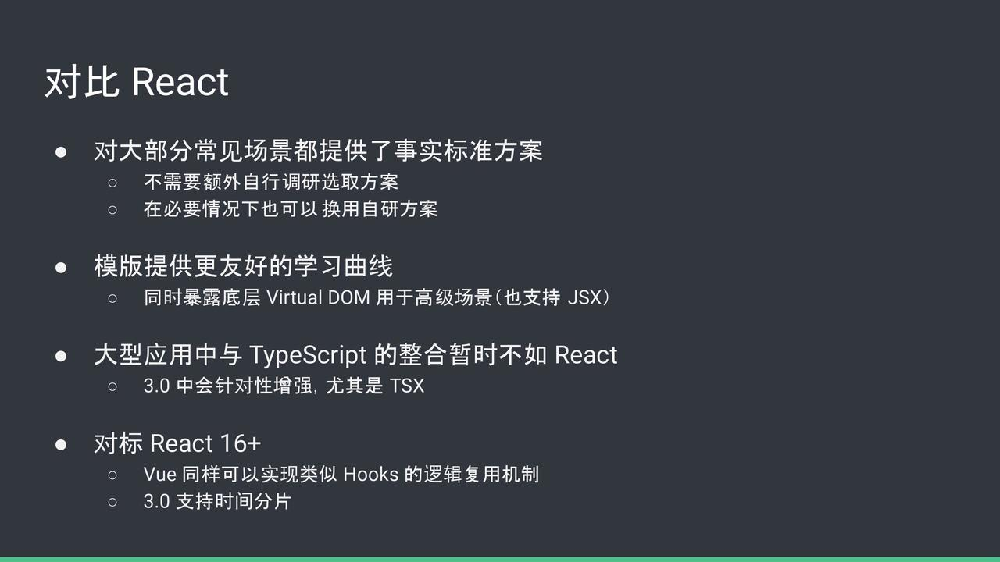 对比 React
● 对大部分常见场景都提供了事实标准方案
○ 不需要额外自行调研选取方案
○ 在必要情况下也可以换用自研方案
● 模版提供更友好的学习曲线
○ 同时暴露底层 Virtual DOM 用于高级场景（也支持 JSX）
● 大型应用中与 TypeScript 的整合暂时不如 React
○ 3.0 中会针对性增强，尤其是 TSX
● 对标 React 16+
○ Vue 同样可以实现类似 Hooks 的逻辑复用机制
○ 3.0 支持时间分片